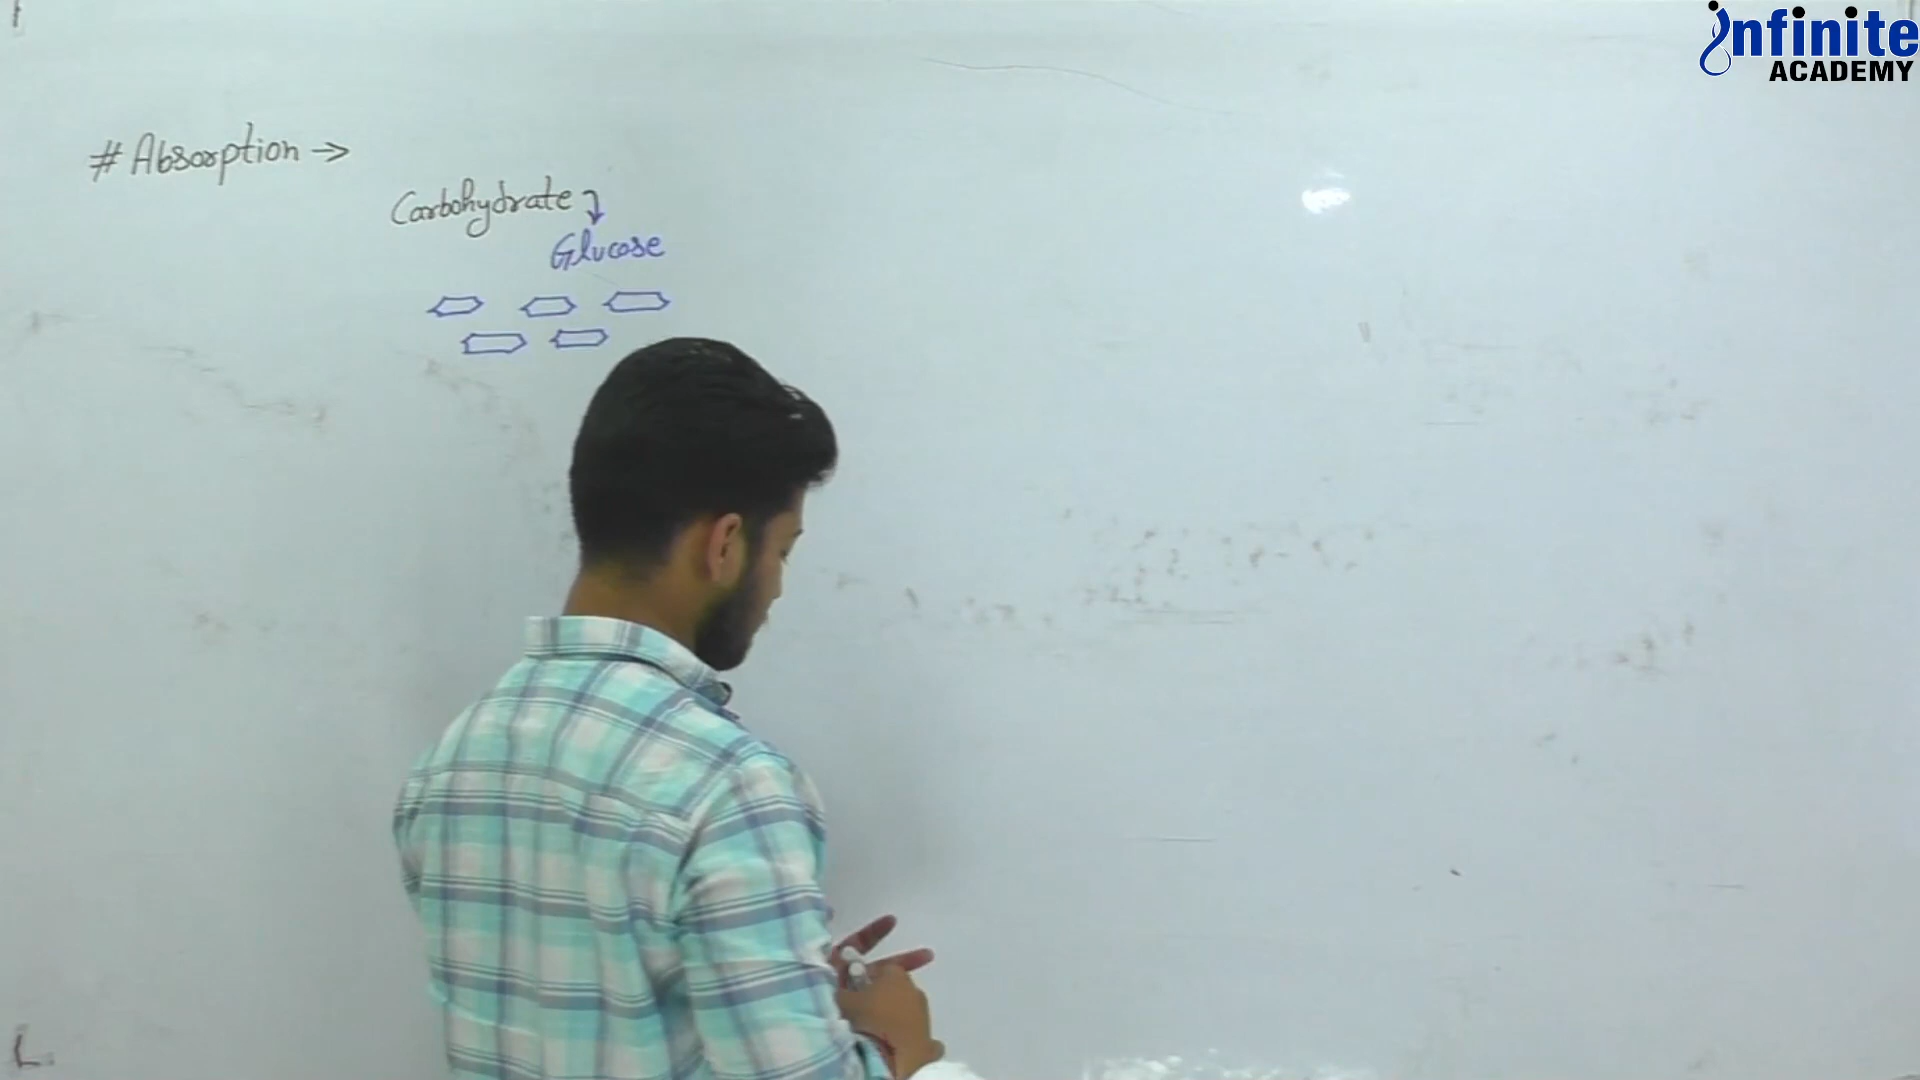 infinite
ACADEMY
# Absorption →
Carbohydrate
Glucose